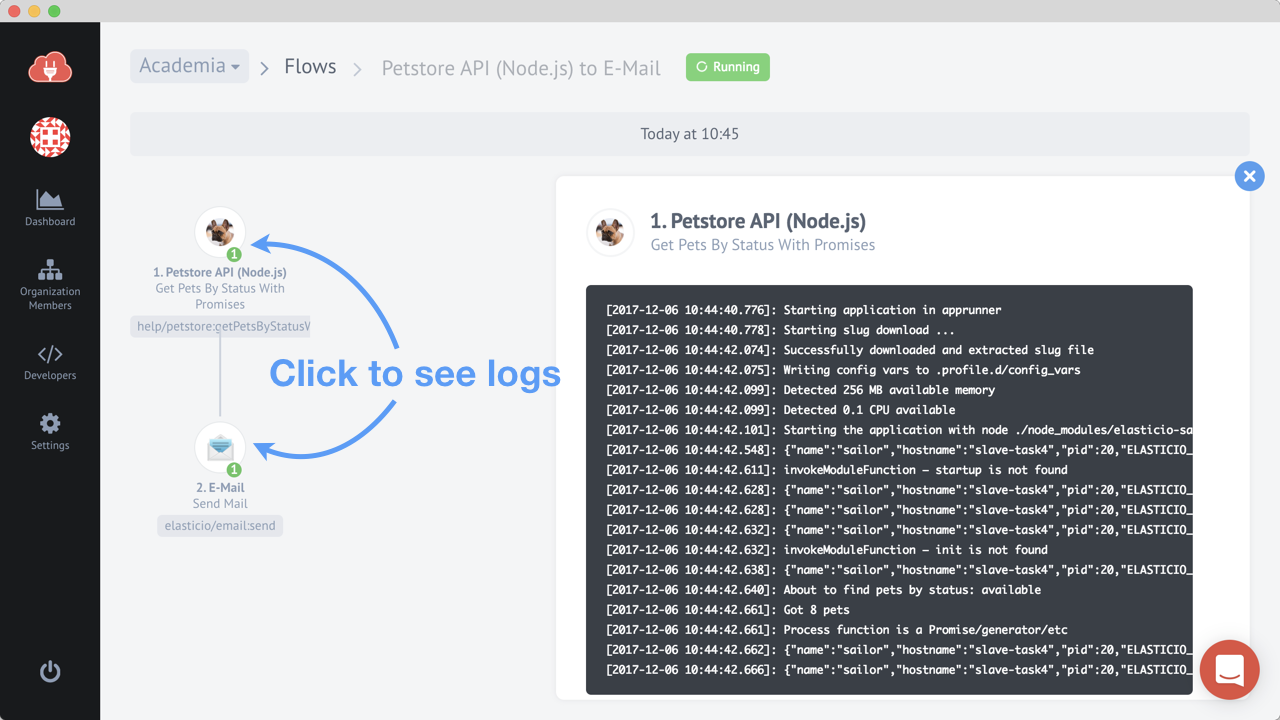 Academia
Flows
Petstore API (Node.js) to E-Mail
Running
Today at 10:45
Dashboard
Organization
Members
Developers
Settings
1
1. Petstore API (Node.js)
Get Pets By Status With
Promises
help/petstore:getPetsByStatusW
Click to see logs
1
2. E-Mail
Send Mail
elasticio/email:send
1. Petstore API (Node.js)
Get Pets By Status With Promises
[2017-12-06 10:44:40.776]: Starting application in apprunner
[2017-12-06 10:44:40.778]: Starting slug download ...
[2017-12-06 10:44:42.074]: Successfully downloaded and extracted slug file
[2017-12-06 10:44:42.075]: Writing config vars to .profile.d/config_vars
[2017-12-06 10:44:42.099]: Detected 256 MB available memory
[2017-12-06 10:44:42.099]: Detected 0.1 CPU available
[2017-12-06 10:44:42.101]: Starting the application with node ./node_modules/elasticio-sa
[2017-12-06 10:44:42.548]: {"name":"sailor","hostname":"slave-task4","pid":20,"ELASTICIO_
[2017-12-06 10:44:42.611]: invokeModuleFunction – startup is not found
[2017-12-06 10:44:42.628]: {"name":"sailor","hostname":"slave-task4","pid":20,"ELASTICIO_
[2017-12-06 10:44:42.628]: {"name":"sailor","hostname":"slave-task4","pid":20,"ELASTICIO_
[2017-12-06 10:44:42.632]: {"name":"sailor","hostname":"slave-task4","pid":20,"ELASTICIO_
[2017-12-06 10:44:42.632]: invokeModuleFunction – init is not found
[2017-12-06 10:44:42.638]: {"name":"sailor","hostname":"slave-task4","pid":20,"ELASTICIO_
[2017-12-06 10:44:42.640]: About to find pets by status: available
[2017-12-06 10:44:42.661]: Got 8 pets
[2017-12-06 10:44:42.661]: Process function is a Promise/generator/etc
[2017-12-06 10:44:42.662]: {"name":"sailor","hostname":"slave-task4","pid":20,"ELASTICIO_
[2017-12-06 10:44:42.666]: {"name":"sailor","hostname":"slave-task4","pid":20,"ELASTICIO_